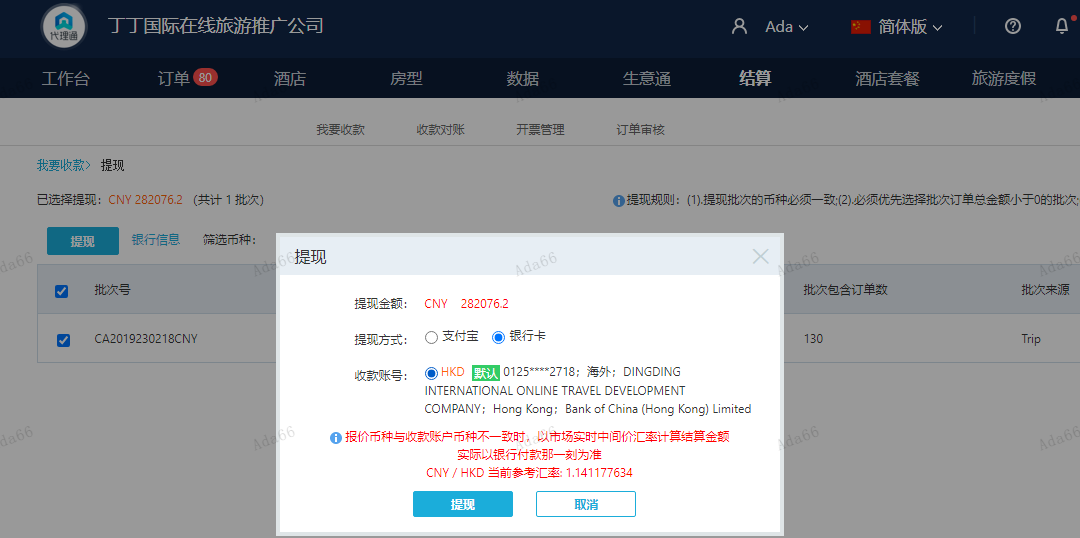 代理通
丁丁国际在线旅游推广公司
Ada
简体版
工作台
订单 80
酒店
房型
数据
生意通
结算
酒店套餐
旅游度假
我要收款
收款对账
开票管理
订单审核
我要收款> 提现
已选择提现: CNY 282076.2 (共计 1 批次)
提现规则: (1).提现批次的币种必须一致;(2).必须优先选择批次订单总金额小于0的批次;
提现
银行信息
筛选币种:
批次号
批次包含订单数
批次来源
CA2019230218CNY
130
Trip
提现
提现金额: CNY 282076.2
提现方式: 支付宝 银行卡
收款账号: HKD 默认 0125****2718; 海外; DINGDING
INTERNATIONAL ONLINE TRAVEL DEVELOPMENT
COMPANY; Hong Kong; Bank of China (Hong Kong) Limited
报价币种与收款账户币种不一致时，以市场实时中间价汇率计算结算金额
实际以银行付款那一刻为准
CNY / HKD 当前参考汇率: 1.141177634
提现
取消
Ada66
Ada66
Ada66
Ada66
Ada66
Ada66
Ada66
Ada66